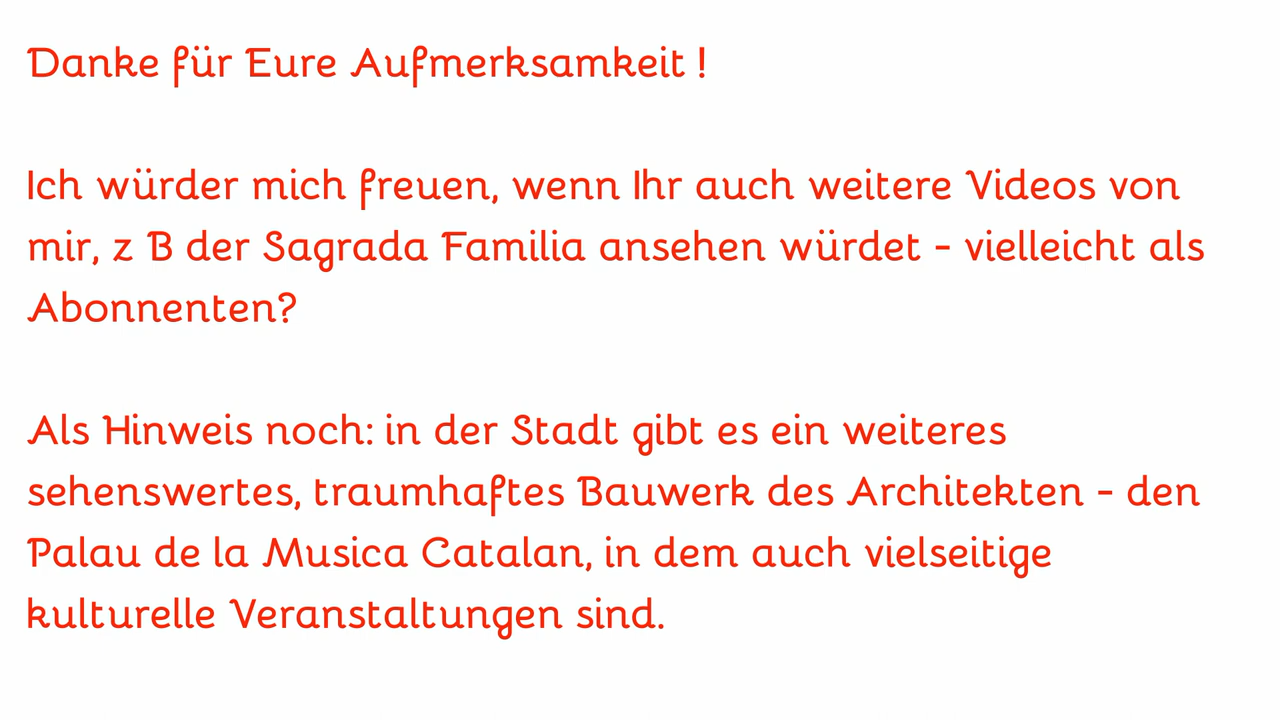 Danke für Eure Aufmerksamkeit !
Ich würder mich freuen, wenn Ihr auch weitere Videos von
mir, z B der Sagrada Familia ansehen würdet - vielleicht als
Abonnenten?
Als Hinweis noch: in der Stadt gibt es ein weiteres
sehenswertes, traumhaftes Bauwerk des Architekten - den
Palau de la Musica Catalan, in dem auch vielseitige
kulturelle Veranstaltungen sind.